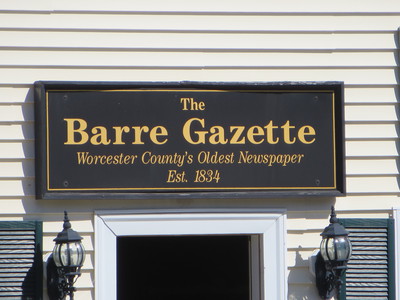 The
Barre Gazette
Worcester County's Oldest Newspaper
Est. 1834